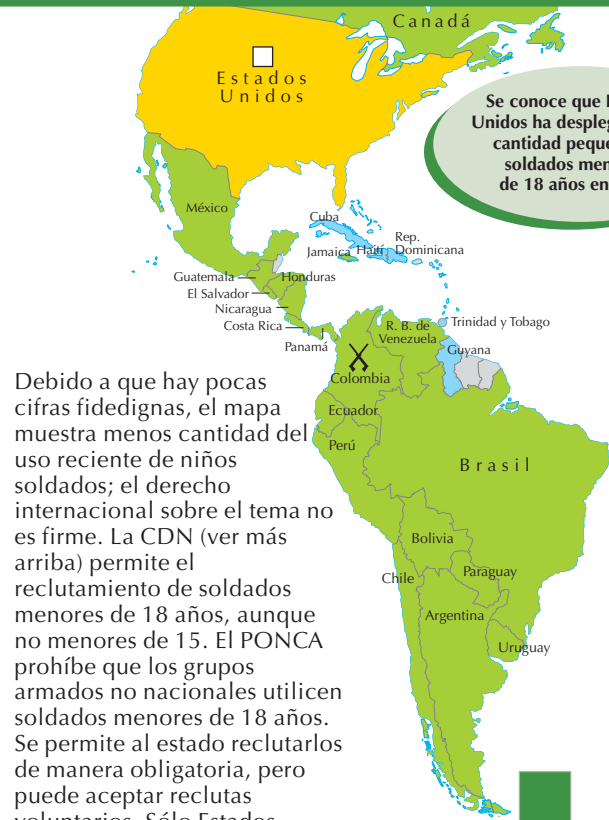 Canadá
Estados
Unidos
Se conoce que
Unidos ha
cantidad
soldados
de 18 años en
México
Cuba
Jamaica
Haití
Rep.
Dominicana
Guatemala
Honduras
El Salvador
Nicaragua
Costa Rica
Panamá
R. B. de
Venezuela
Trinidad y Tobago
Guyana
Colombia
Ecuador
Perú
Brasil
Bolivia
Paraguay
Chile
Argentina
Uruguay
Debido a que hay pocas
cifras fidedignas, el mapa
muestra menos cantidad del
uso reciente de niños
soldados; el derecho
internacional sobre el tema no
es firme. La CDN (ver más
arriba) permite el
reclutamiento de soldados
menores de 18 años, aunque
no menores de 15. El PONCA
prohíbe que los grupos
armados no nacionales utilicen
soldados menores de 18 años.
Se permite al estado reclutarlos
de manera obligatoria, pero
puede aceptar reclutas
voluntarios. Sólo Estados